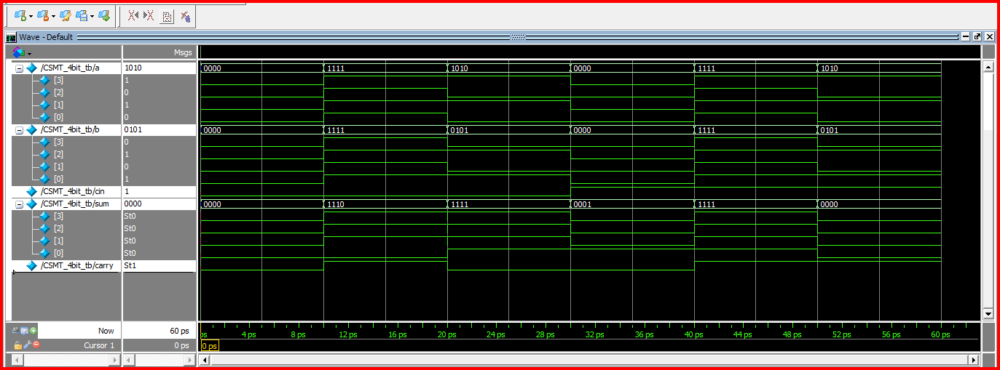 Wave - Default
Msgs
/CSMT_4bit_tb/a 1010 0000 1111 1010 0000 1111 1010
[3] 1
[2] 0
[1] 1
[0] 0
/CSMT_4bit_tb/b 0101 0000 1111 0101 0000 1111 0101
[3] 0
[2] 1
[1] 0
[0] 1
/CSMT_4bit_tb/cin 1
/CSMT_4bit_tb/sum 0000 0000 1110 1111 0001 1111 0000
[3] St0
[2] St0
[1] St0
[0] St0
/CSMT_4bit_tb/carry St1
Now 60 ps ps 4 ps 8 ps 12 ps 16 ps 20 ps 24 ps 28 ps 32 ps 36 ps 40 ps 44 ps 48 ps 52 ps 56 ps 60 ps
Cursor 1 0 ps 0 ps